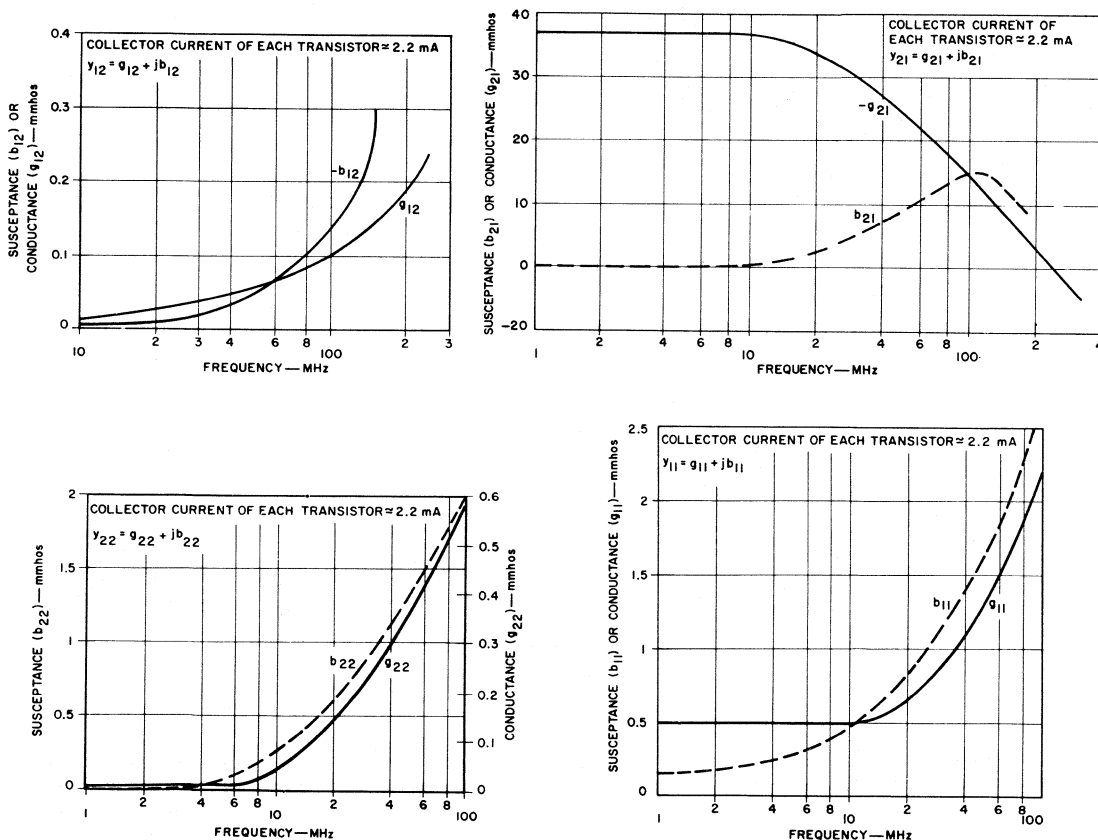 0.4
0.3
0.2
0.1
0
SUSCEPTANCE (b12) OR
CONDUCTANCE (g12)—mmhos
COLLECTOR CURRENT OF EACH TRANSISTOR≃2.2 mA
y12 = g12 + jb12
-b12
g12
10 2 3 4 6 8 100 2 3
FREQUENCY—MHz
40
30
20
10
0
-20
SUSCEPTANCE (b21) OR CONDUCTANCE (g21)—mmhos
COLLECTOR CURRENT OF
EACH TRANSISTOR≃2.2 mA
y21 = g21 + jb21
-g21
b21
1 2 4 6 8 10 2 4 6 8 100 2 4
FREQUENCY—MHz
2
1.5
1
0.5
0
SUSCEPTANCE (b22)—mmhos
COLLECTOR CURRENT OF EACH TRANSISTOR≃2.2 mA
y22 = g22 + jb22
b22
g22
0.6
0.5
0.4
0.3
0.2
0.1
0
CONDUCTANCE (g22)—mmhos
1 2 4 6 8 10 2 4 6 8 100
FREQUENCY—MHz
2.5
2
1.5
1
0.5
0
SUSCEPTANCE (b11) OR CONDUCTANCE (g11)—mmhos
COLLECTOR CURRENT OF EACH TRANSISTOR≃2.2 mA
y11 = g11 + jb11
b11
g11
1 2 4 6 8 10 2 4 6 8 100
FREQUENCY—MHz